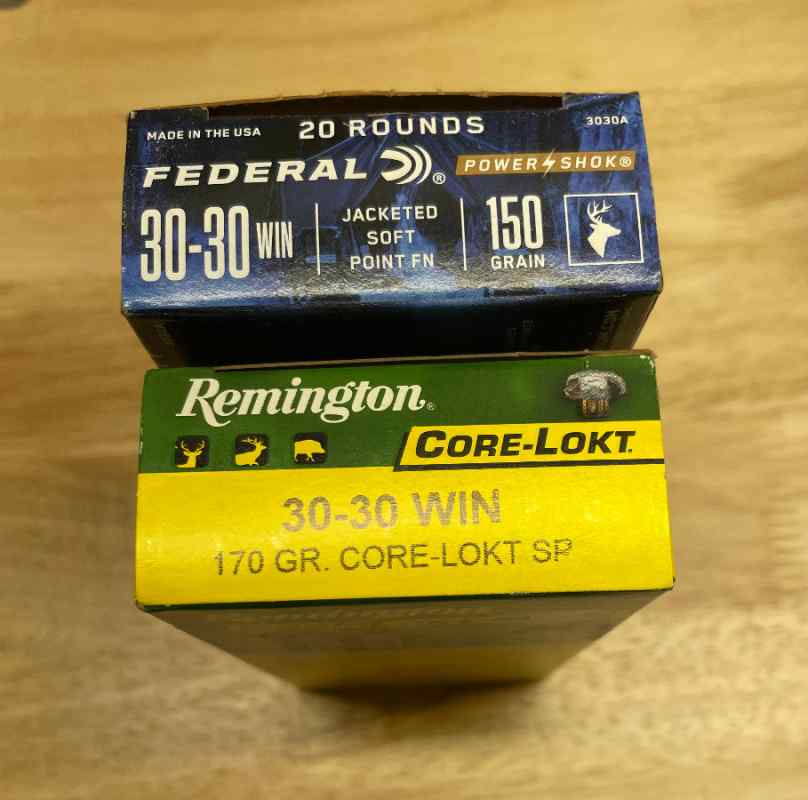 MADE IN THE USA 20 ROUNDS 3030A
FEDERAL® POWER SHOK®
30-30 WIN
JACKETED
SOFT
POINT FN
150
GRAIN
Remington®
CORE-LOKT
30-30 WIN
170 GR. CORE-LOKT SP